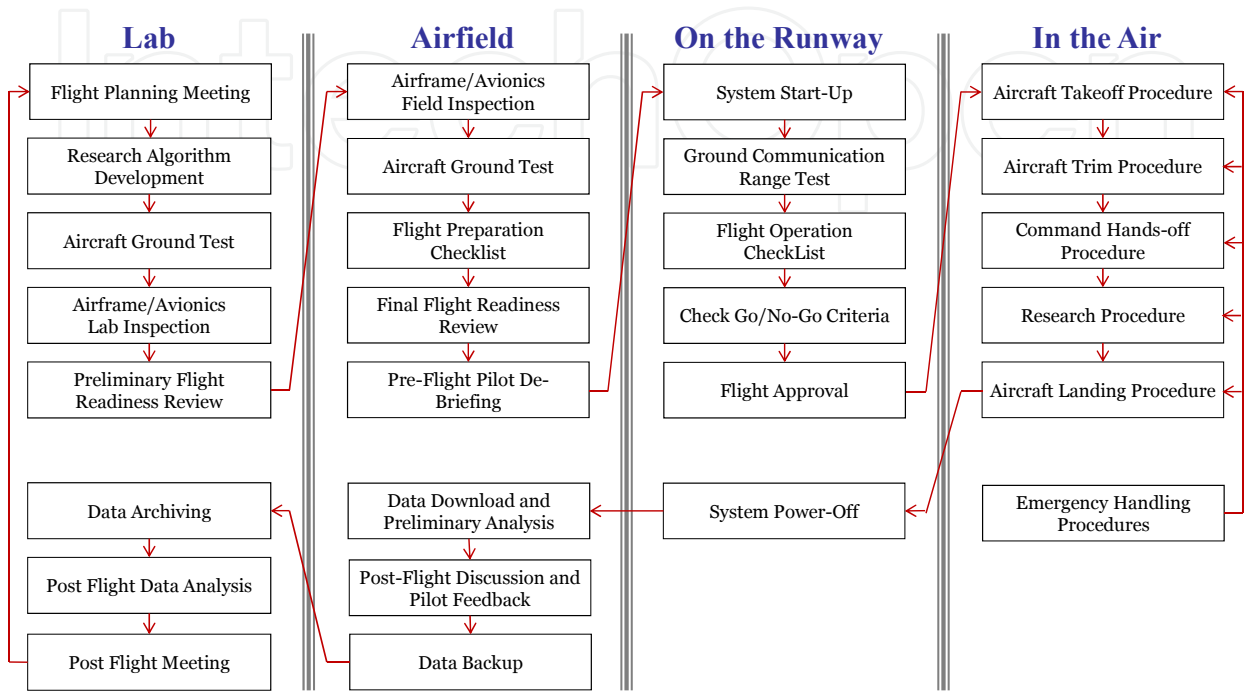 Intech Open
Lab
Flight Planning Meeting
Research Algorithm
Development
Aircraft Ground Test
Airframe/Avionics
Lab Inspection
Preliminary Flight
Readiness Review
Data Archiving
Post Flight Data Analysis
Post Flight Meeting
Airfield
Airframe/Avionics
Field Inspection
Aircraft Ground Test
Flight Preparation
Checklist
Final Flight Readiness
Review
Pre-Flight Pilot De-
Briefing
Data Download and
Preliminary Analysis
Post-Flight Discussion and
Pilot Feedback
Data Backup
On the Runway
System Start-Up
Ground Communication
Range Test
Flight Operation
CheckList
Check Go/No-Go Criteria
Flight Approval
System Power-Off
In the Air
Aircraft Takeoff Procedure
Aircraft Trim Procedure
Command Hands-off
Procedure
Research Procedure
Aircraft Landing Procedure
Emergency Handling
Procedures